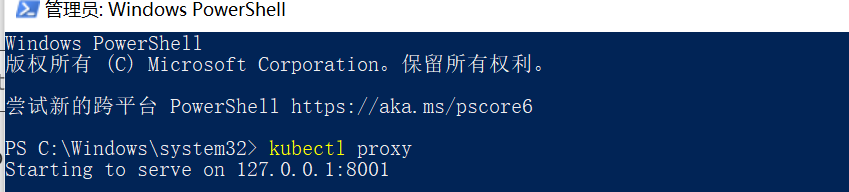 管理员: Windows PowerShell
Windows PowerShell
版权所有 (C) Microsoft Corporation。保留所有权利。
尝试新的跨平台 PowerShell https://aka.ms/pscore6
PS C:\Windows\system32> kubectl proxy
Starting to serve on 127.0.0.1:8001